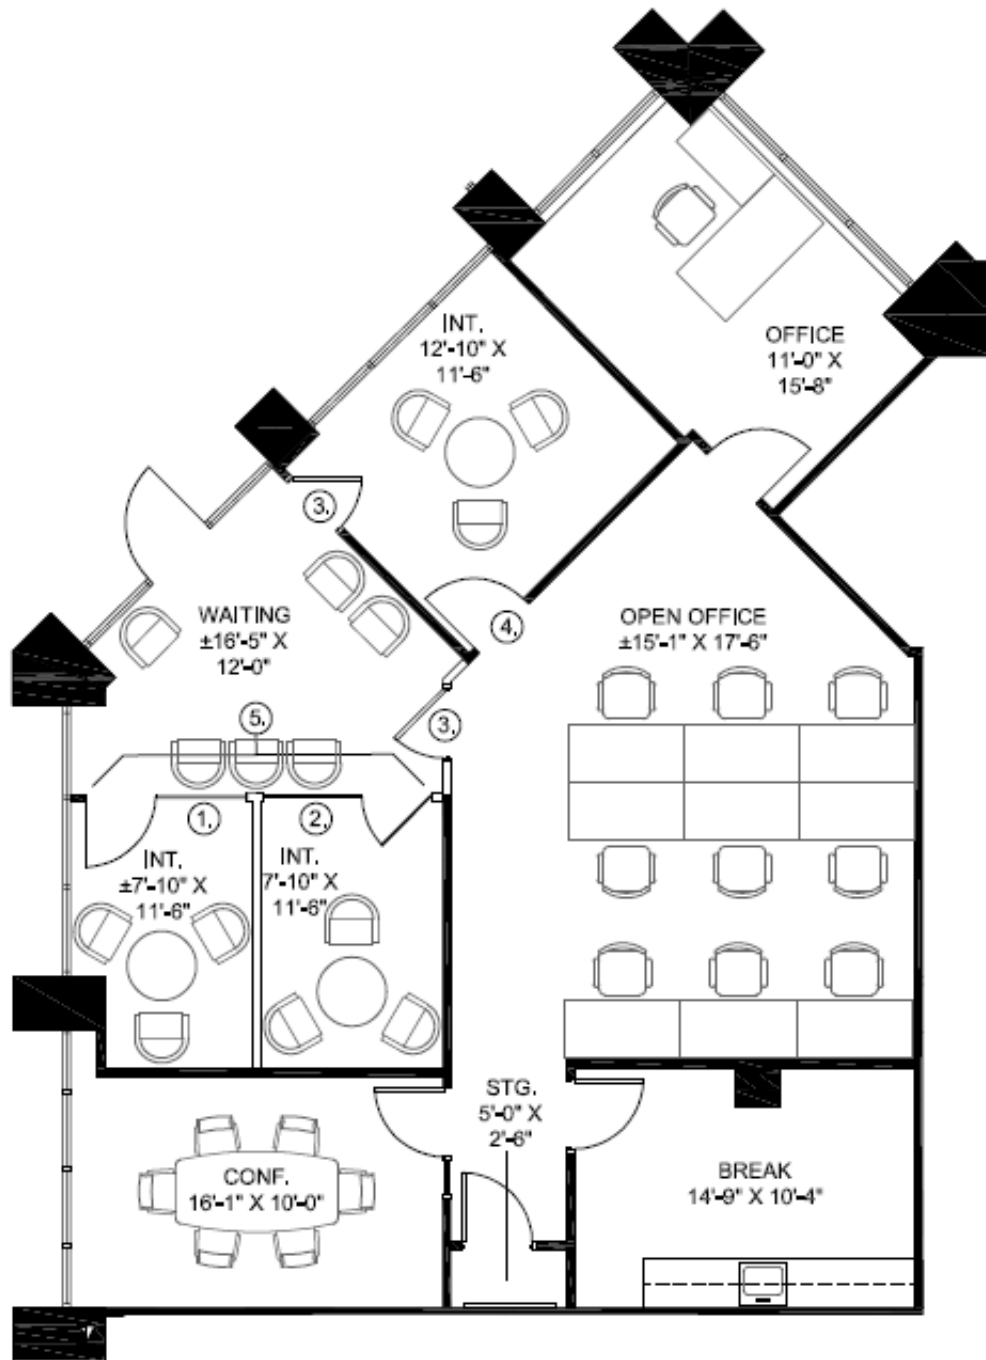 INT.
12'-10" X
11'-6"
OFFICE
11'-0" X
15'-8"
3.
4.
WAITING
±16'-5" X
12'-0"
OPEN OFFICE
±15'-1" X 17'-6"
5.
3.
1.
2.
INT.
±7'-10" X
11'-6"
INT.
7'-10" X
11'-6"
STG.
5'-0" X
2'-6"
CONF.
16'-1" X 10'-0"
BREAK
14'-9" X 10'-4"